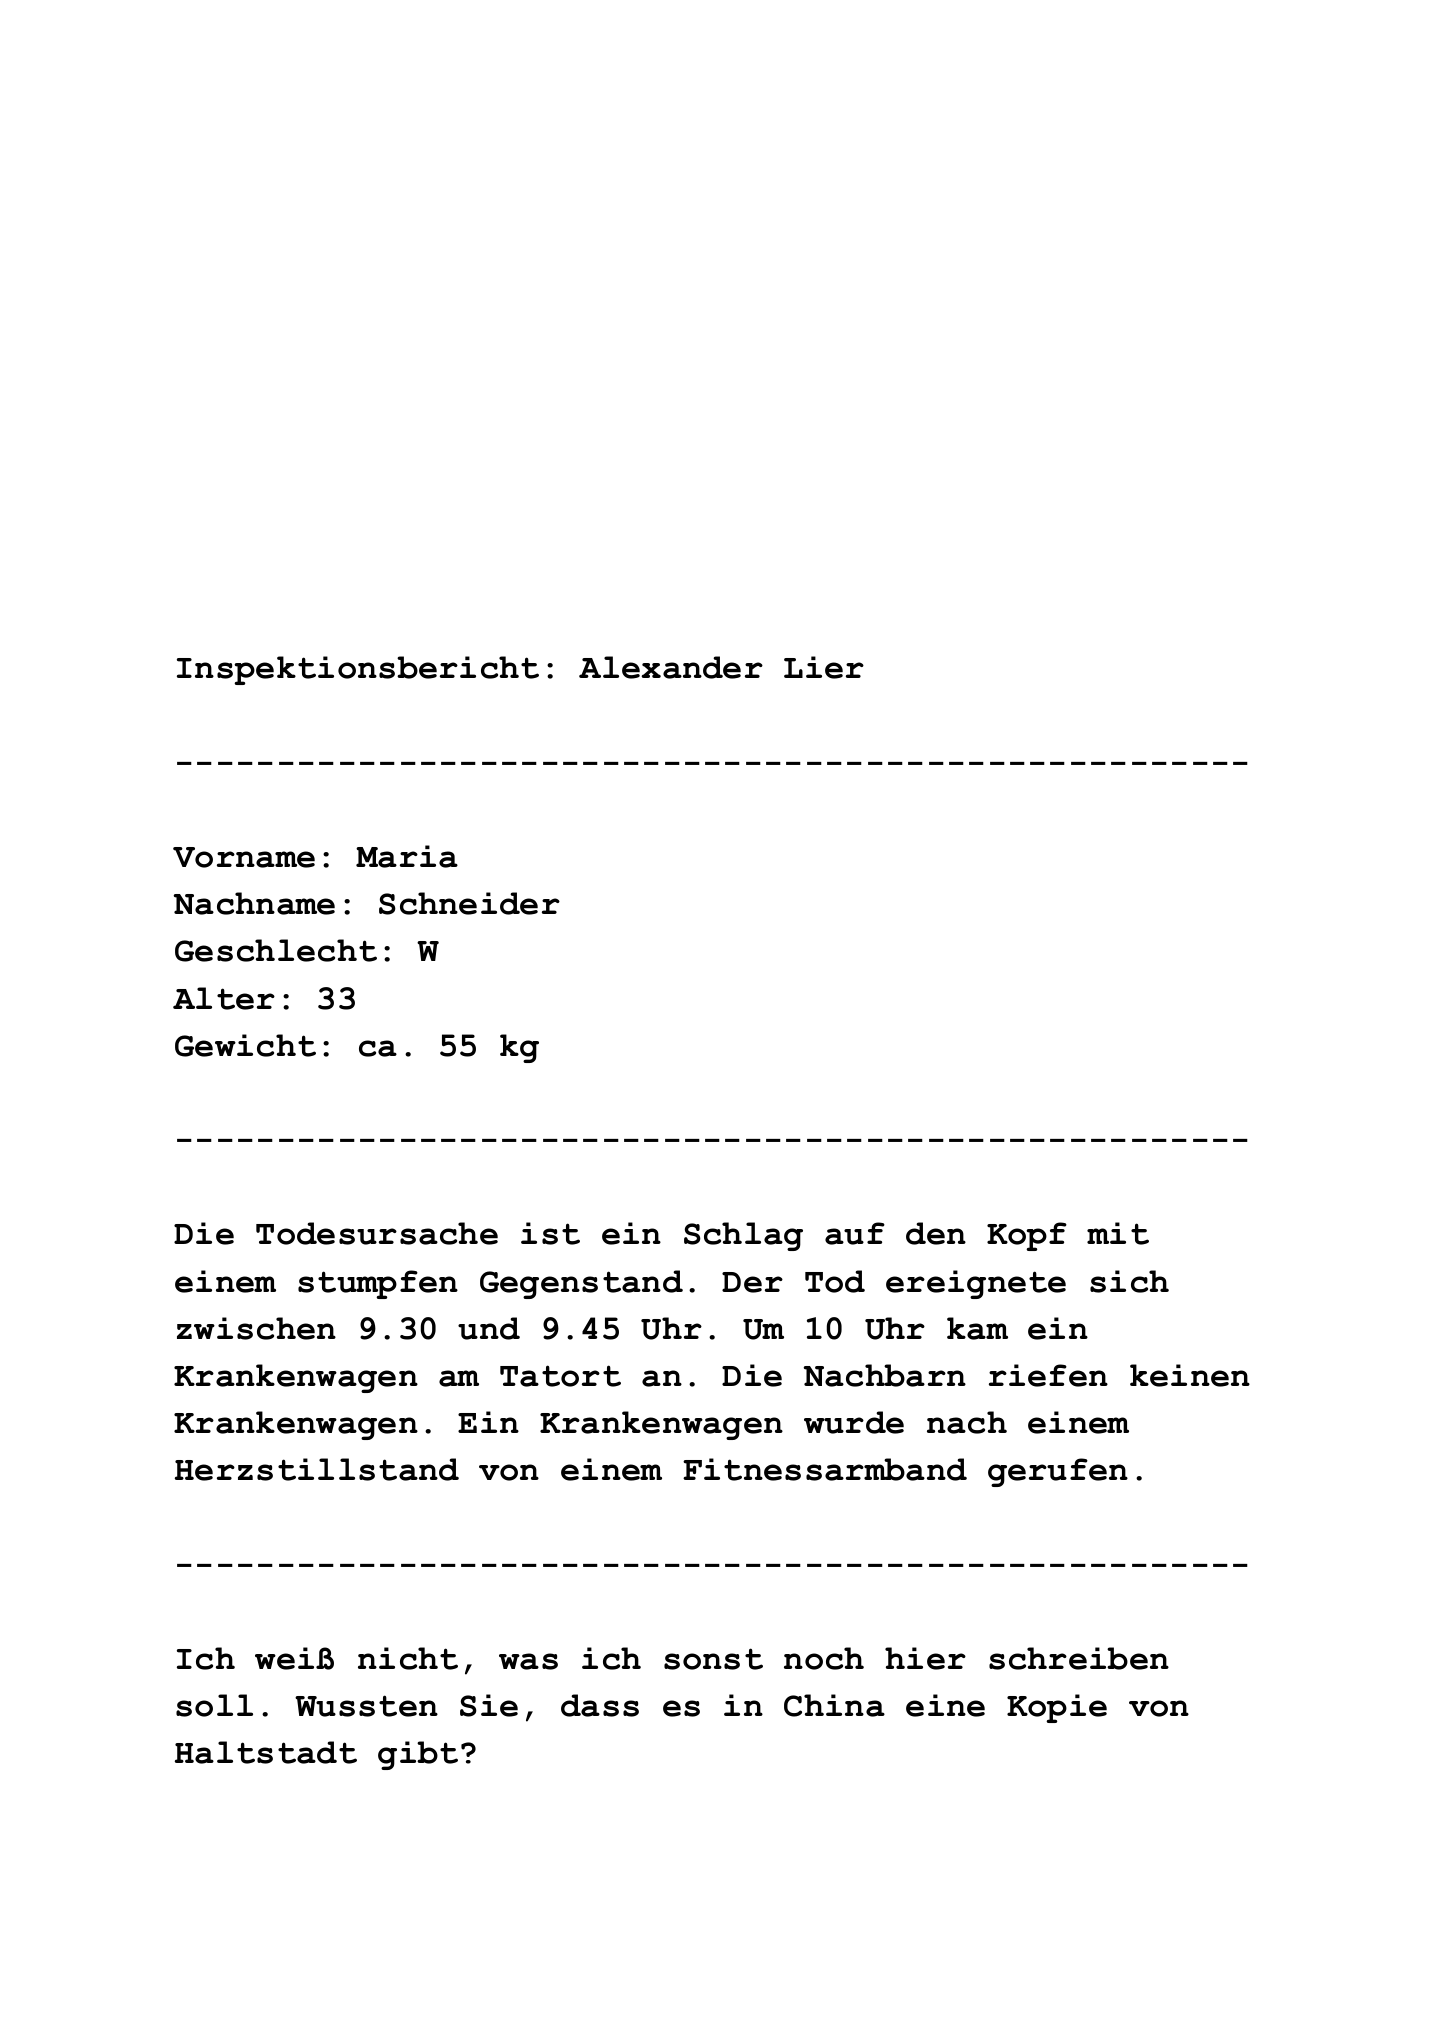 Inspektionsbericht: Alexander Lier
-----------------------------------------------------
Vorname: Maria
Nachname: Schneider
Geschlecht: W
Alter: 33
Gewicht: ca. 55 kg
-----------------------------------------------------
Die Todesursache ist ein Schlag auf den Kopf mit
einem stumpfen Gegenstand. Der Tod ereignete sich
zwischen 9.30 und 9.45 Uhr. Um 10 Uhr kam ein
Krankenwagen am Tatort an. Die Nachbarn riefen keinen
Krankenwagen. Ein Krankenwagen wurde nach einem
Herzstillstand von einem Fitnessarmband gerufen.
-----------------------------------------------------
Ich weiß nicht, was ich sonst noch hier schreiben
soll. Wussten Sie, dass es in China eine Kopie von
Haltstadt gibt?